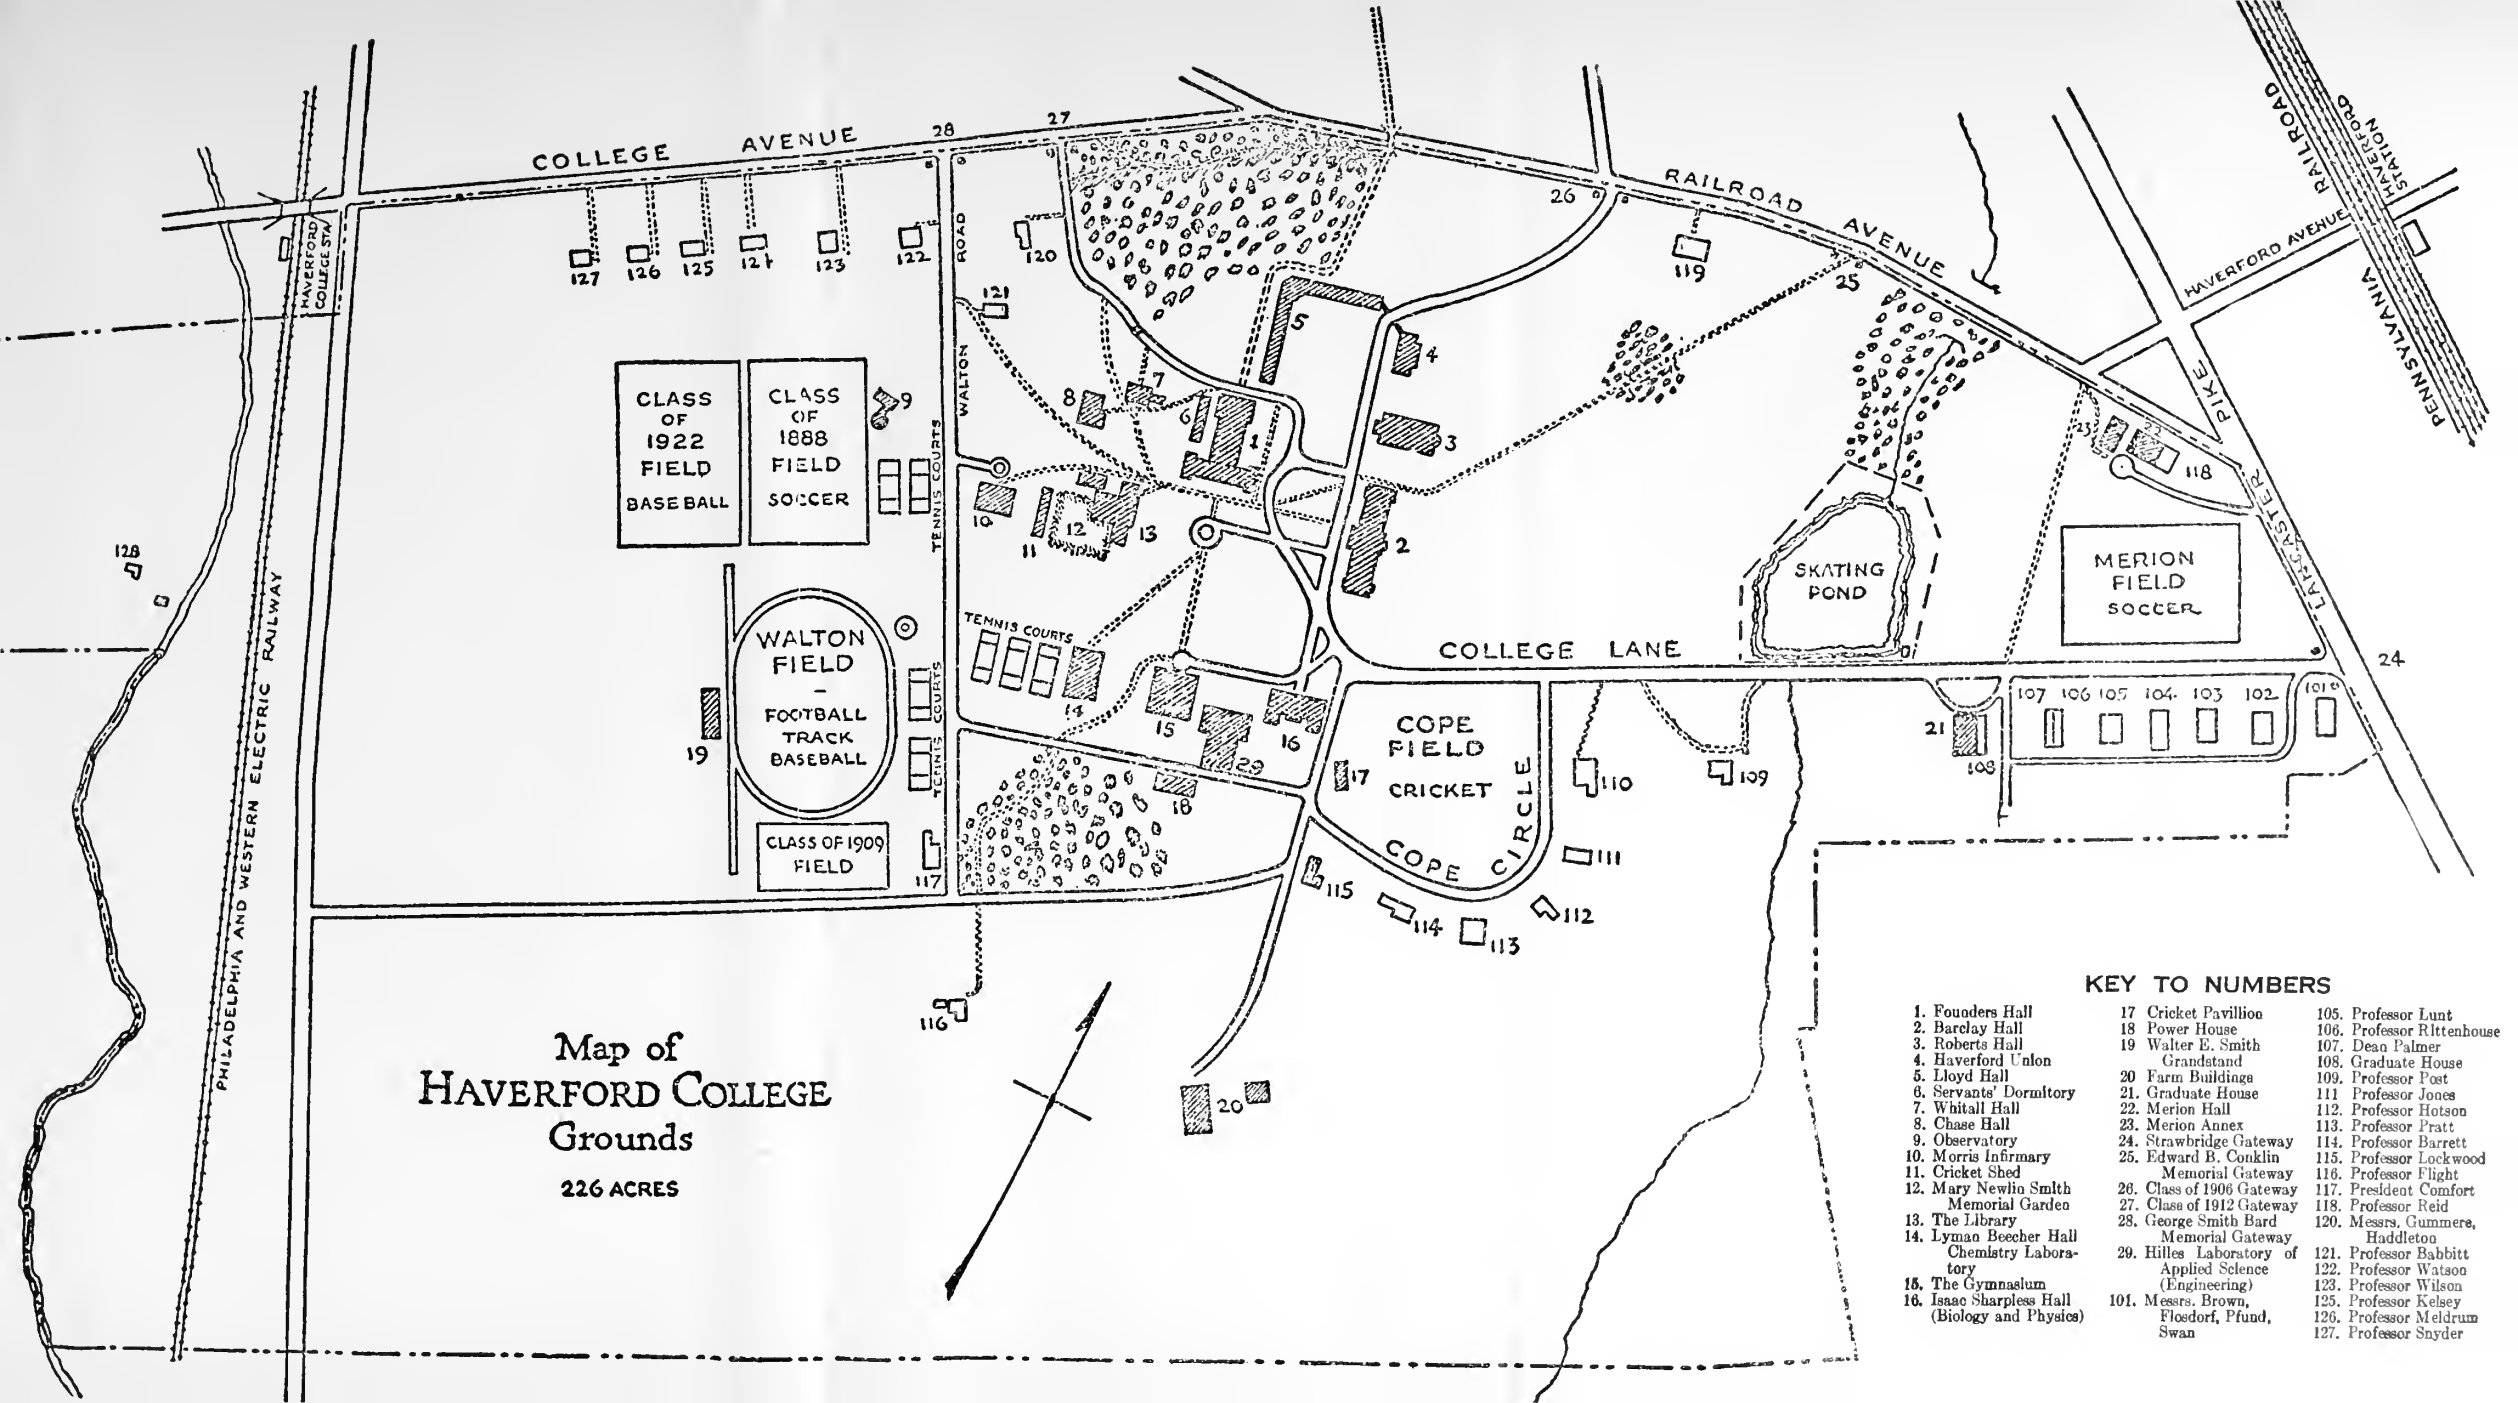 COLLEGE AVENUE
28
27
26
RAILROAD AVENUE
25
HAVERFORD AVENUE
PENNSYLVANIA RAILROAD
HAVERFORD
STATION
LANCASTER PIKE
HAVERFORD
COLLEGE STA
PHILADELPHIA AND WESTERN ELECTRIC RAILWAY
WALTON ROAD
127
126
125
123
122
120
121
119
128
CLASS
OF
1922
FIELD
BASEBALL
CLASS
OF
1888
FIELD
SOCCER
9
TENNIS COURTS
8
7
6
1
5
4
3
2
10
11
12
13
SKATING
POND
23
22
118
MERION
FIELD
SOCCER
24
COLLEGE LANE
WALTON
FIELD
-
FOOTBALL
TRACK
BASEBALL
19
TENNIS COURTS
TENNIS COURTS
14
15
16
29
18
17
COPE
FIELD
CRICKET
COPE CIRCLE
110
109
21
108
107 106 105 104. 103 102 101
CLASS OF 1909
FIELD
117
115
114
113
112
111
116
20
Map of
HAVERFORD COLLEGE
Grounds
226 ACRES
KEY TO NUMBERS
1. Founders Hall
2. Barclay Hall
3. Roberts Hall
4. Haverford Union
5. Lloyd Hall
6. Servants' Dormitory
7. Whitall Hall
8. Chase Hall
9. Observatory
10. Morris Infirmary
11. Cricket Shed
12. Mary Newlin Smith
Memorial Garden
13. The Library
14. Lyman Beecher Hall
Chemistry Labora-
tory
15. The Gymnasium
16. Isaac Sharpless Hall
(Biology and Physics)
17 Cricket Pavillion
18 Power House
19 Walter E. Smith
Grandstand
20 Farm Buildings
21. Graduate House
22. Merion Hall
23. Merion Annex
24. Strawbridge Gateway
25. Edward B. Conklin
Memorial Gateway
26. Class of 1906 Gateway
27. Class of 1912 Gateway
28. George Smith Bard
Memorial Gateway
29. Hilles Laboratory of
Applied Science
(Engineering)
101. Messrs. Brown,
Flosdorf, Pfund,
Swan
105. Professor Lunt
106. Professor Rittenhouse
107. Dean Palmer
108. Graduate House
109. Professor Post
111 Professor Jones
112. Professor Hotson
113. Professor Pratt
114. Professor Barrett
115. Professor Lockwood
116. Professor Flight
117. President Comfort
118. Professor Reid
120. Messrs. Gummere,
Haddleton
121. Professor Babbitt
122. Professor Watson
123. Professor Wilson
125. Professor Kelsey
126. Professor Meldrum
127. Professor Snyder